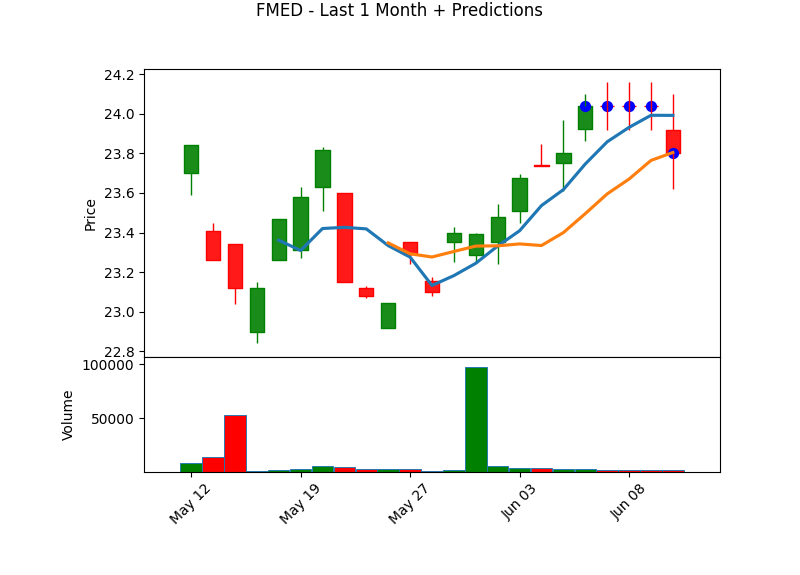 FMED - Last 1 Month + Predictions
24.2
24.0
23.8
23.6
23.4
23.2
23.0
22.8
Price
100000
50000
Volume
May 12
May 19
May 27
Jun 03
Jun 08